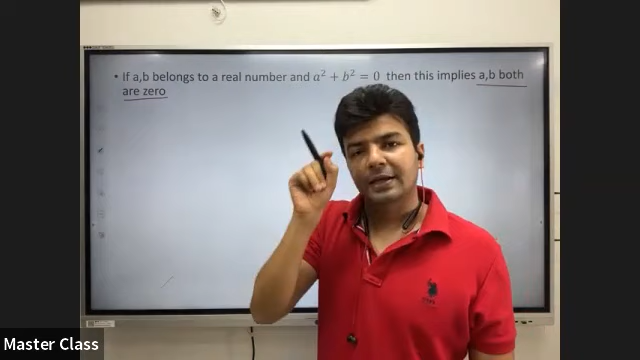 • If a,b belongs to a real number and a² + b² = 0 then this implies a,b both
are zero
Master Class